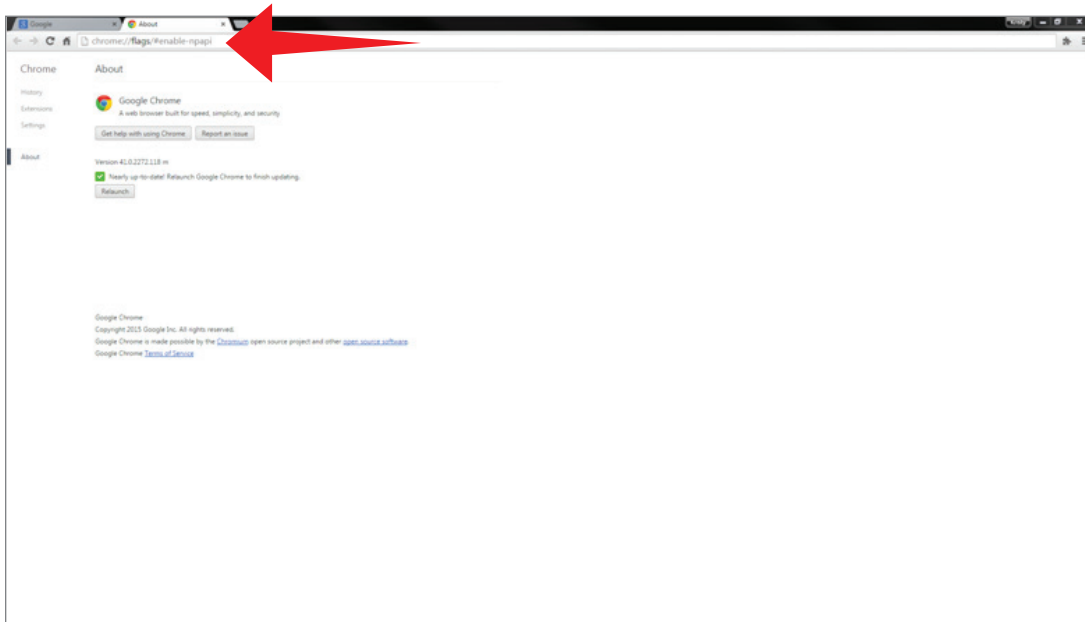 Google
About
chrome://flags/#enable-npapi
Chrome
About
History
Extensions
Settings
About
Google Chrome
A web browser built for speed, simplicity, and security
Get help with using Chrome
Report an issue
Version 41.0.2272.118 m
Nearly up-to-date! Relaunch Google Chrome to finish updating.
Relaunch
Google Chrome
Copyright 2015 Google Inc. All rights reserved.
Google Chrome is made possible by the Chromium open source project and other open source software.
Google Chrome Terms of Service